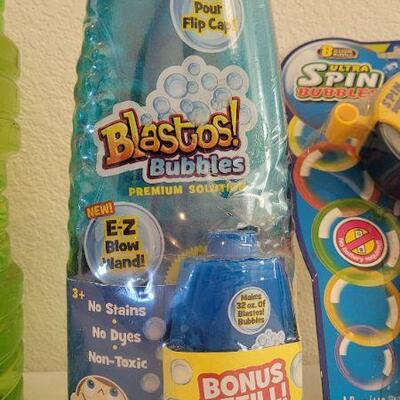 Pour
Flip Cap!
Blastos!
Bubbles
PREMIUM SOLUTION
NEW!
E-Z
Blow
Wand!
3+
No Stains
No Dyes
Non-Toxic
Makes
32 oz. Of
Blastos!
Bubbles
BONUS
REFILL!
ULTRA
SPIN
BUBBLES